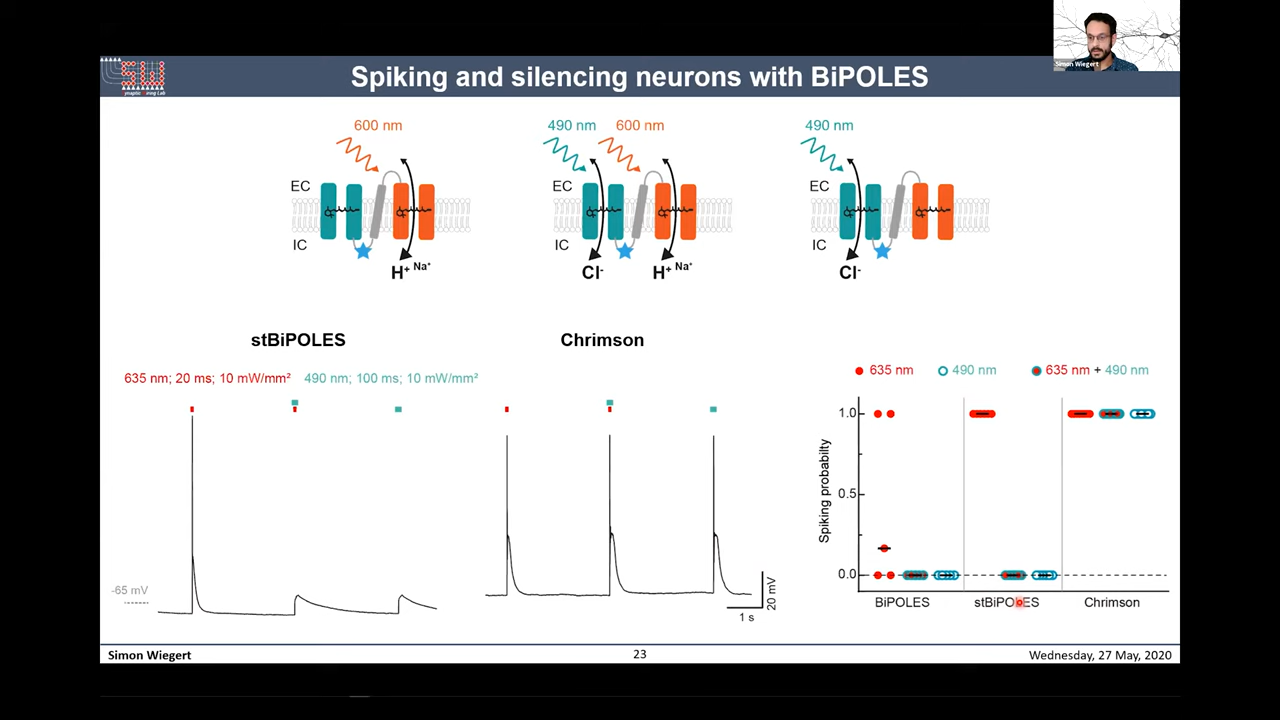 Simon Wiegert
Spiking and silencing neurons with BiPOLES
600 nm
490 nm 600 nm
490 nm
EC
EC
EC
IC
IC
IC
H⁺ Na⁺
Cl⁻ H⁺ Na⁺
Cl⁻
stBiPOLES
Chrimson
635 nm; 20 ms; 10 mW/mm² 490 nm; 100 ms; 10 mW/mm²
-65 mV
20 mV
1 s
635 nm 490 nm 635 nm + 490 nm
Spiking probabilty
1.0
0.5
0.0
BiPOLES stBiPOLES Chrimson
Simon Wiegert
23
Wednesday, 27 May, 2020